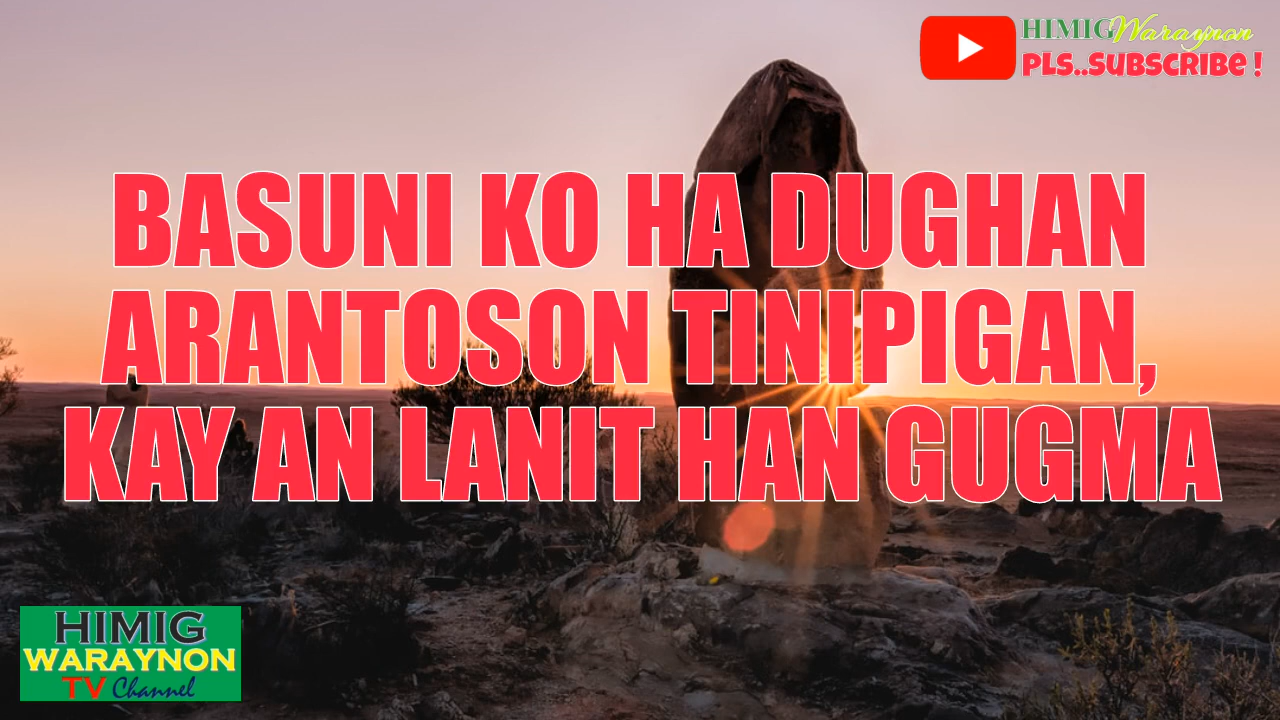 HIMIG Waraynon
PLS..SUBSCRIBE !
BASUNI KO HA DUGHAN
ARANTOSON TINIPIGAN,
KAY AN LANIT HAN GUGMA
HIMIG
WARAYNON
TV Channel